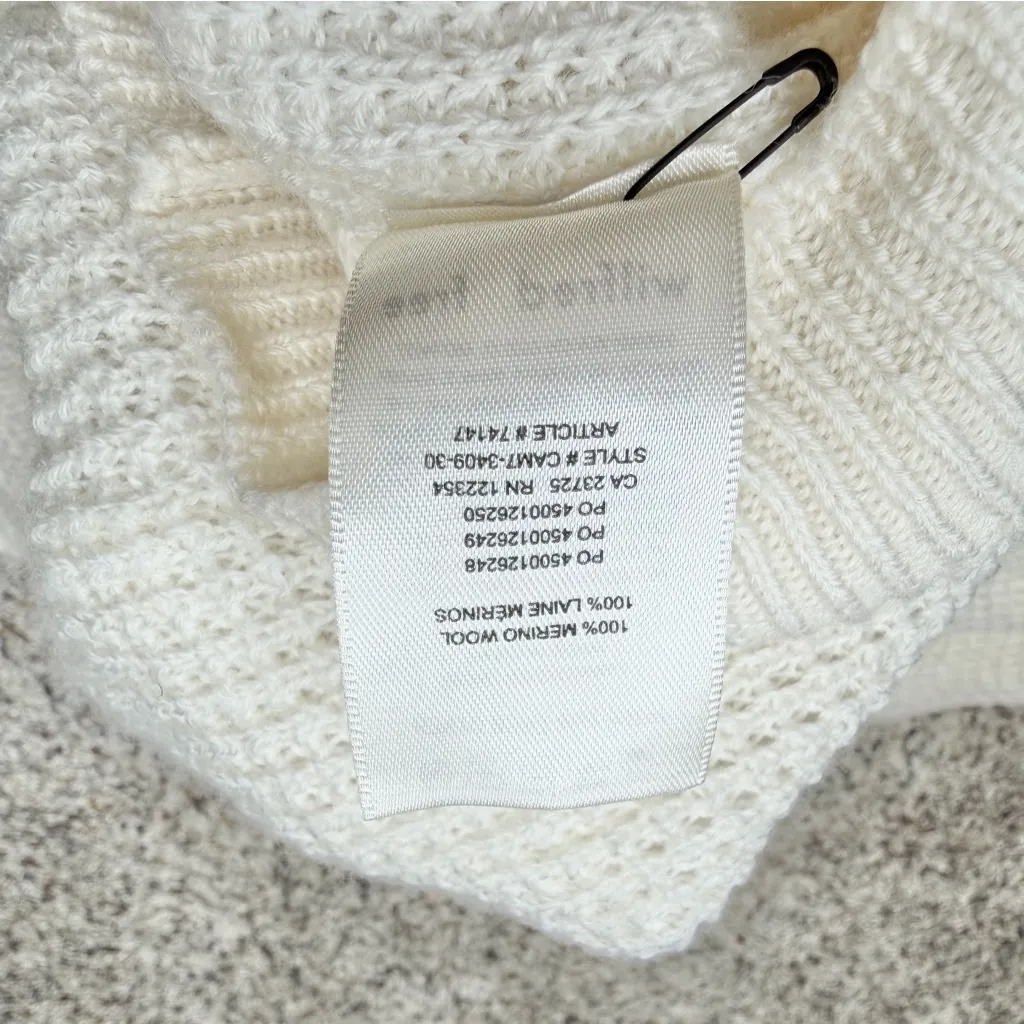 100% MERINO WOOL
100% LAINE MÉRINOS
PO 4500126248
PO 4500126249
PO 4500126250
CA 23725 RN 122354
STYLE # CAM7-3409-30
ARTICLE # 74147